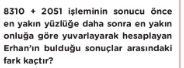 8310 + 2051 işleminin sonucu önce
en yakın yüzlüğe daha sonra en yakın
onluğa göre yuvarlayarak hesaplayan
Erhan'ın bulduğu sonuçlar arasındaki
fark kaçtır?